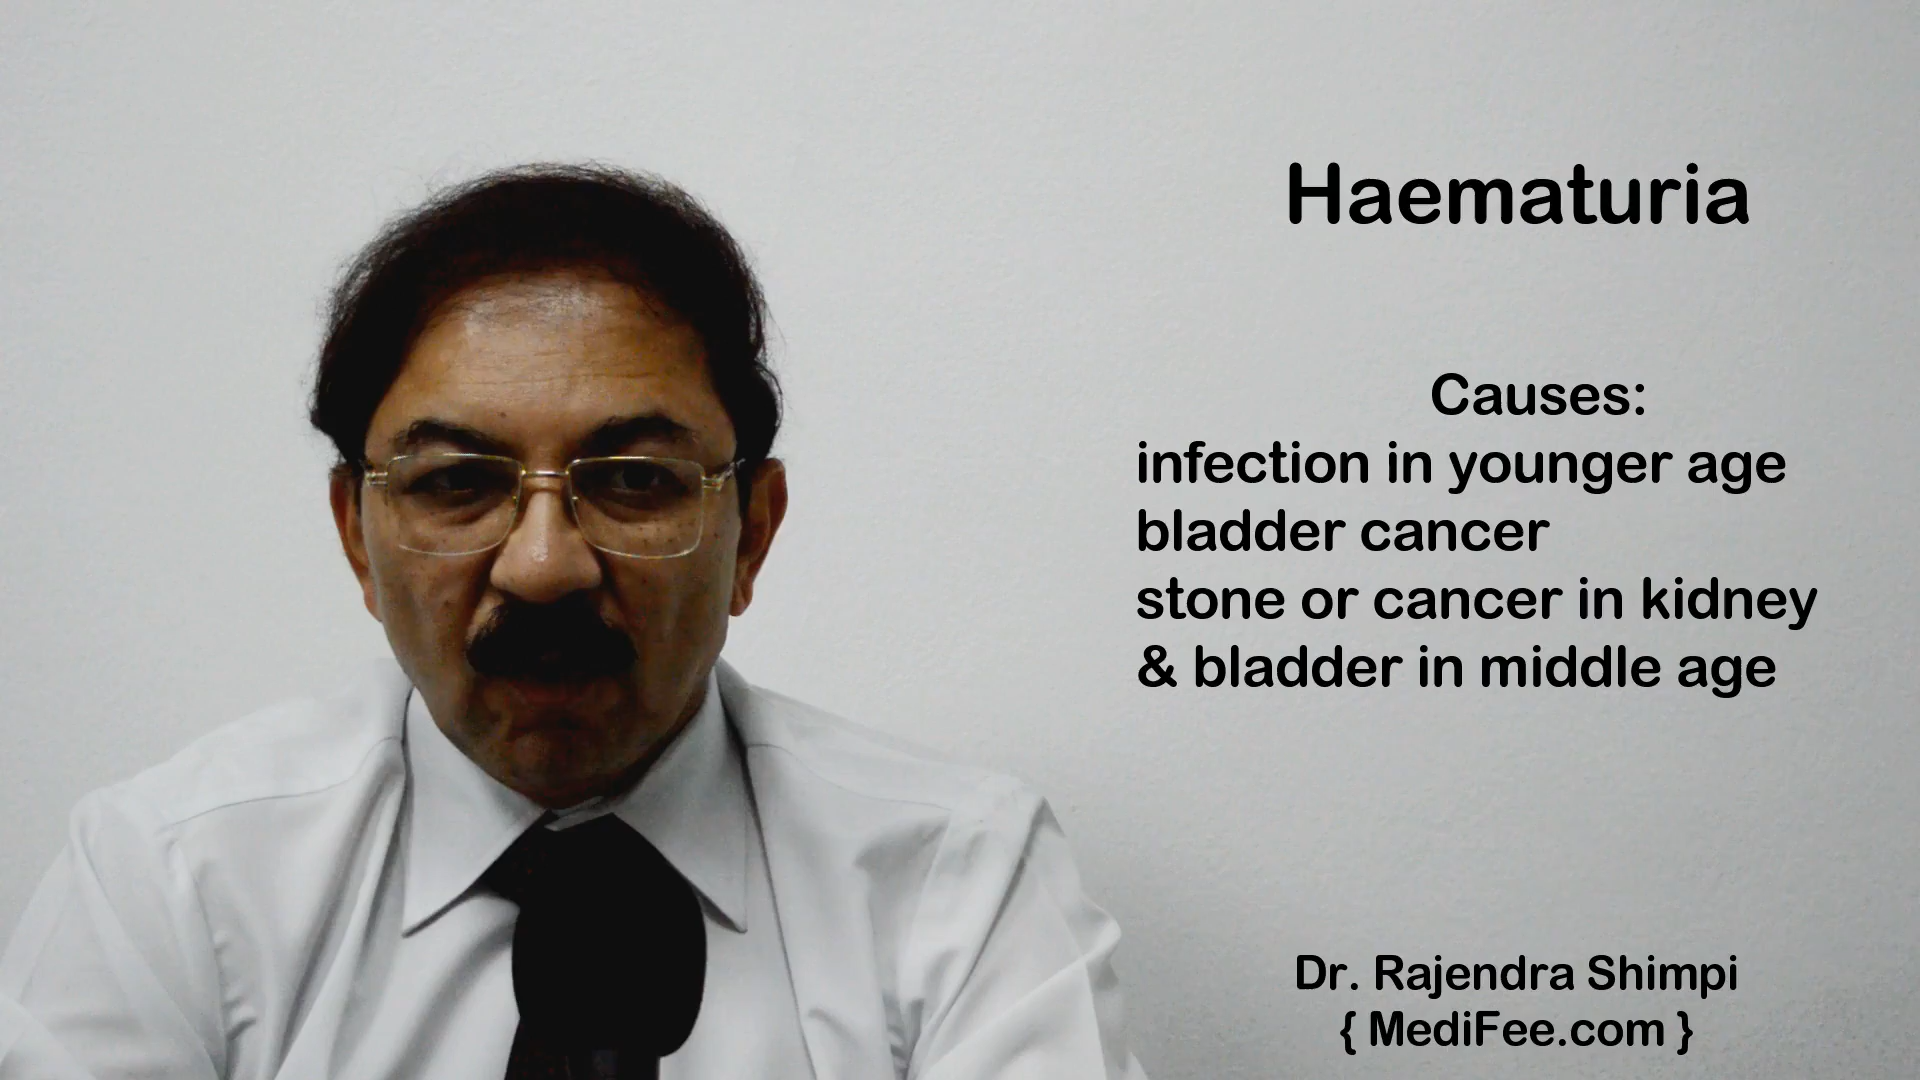 Haematuria
Causes:
infection in younger age
bladder cancer
stone or cancer in kidney
& bladder in middle age
Dr. Rajendra Shimpi
{ MediFee.com }